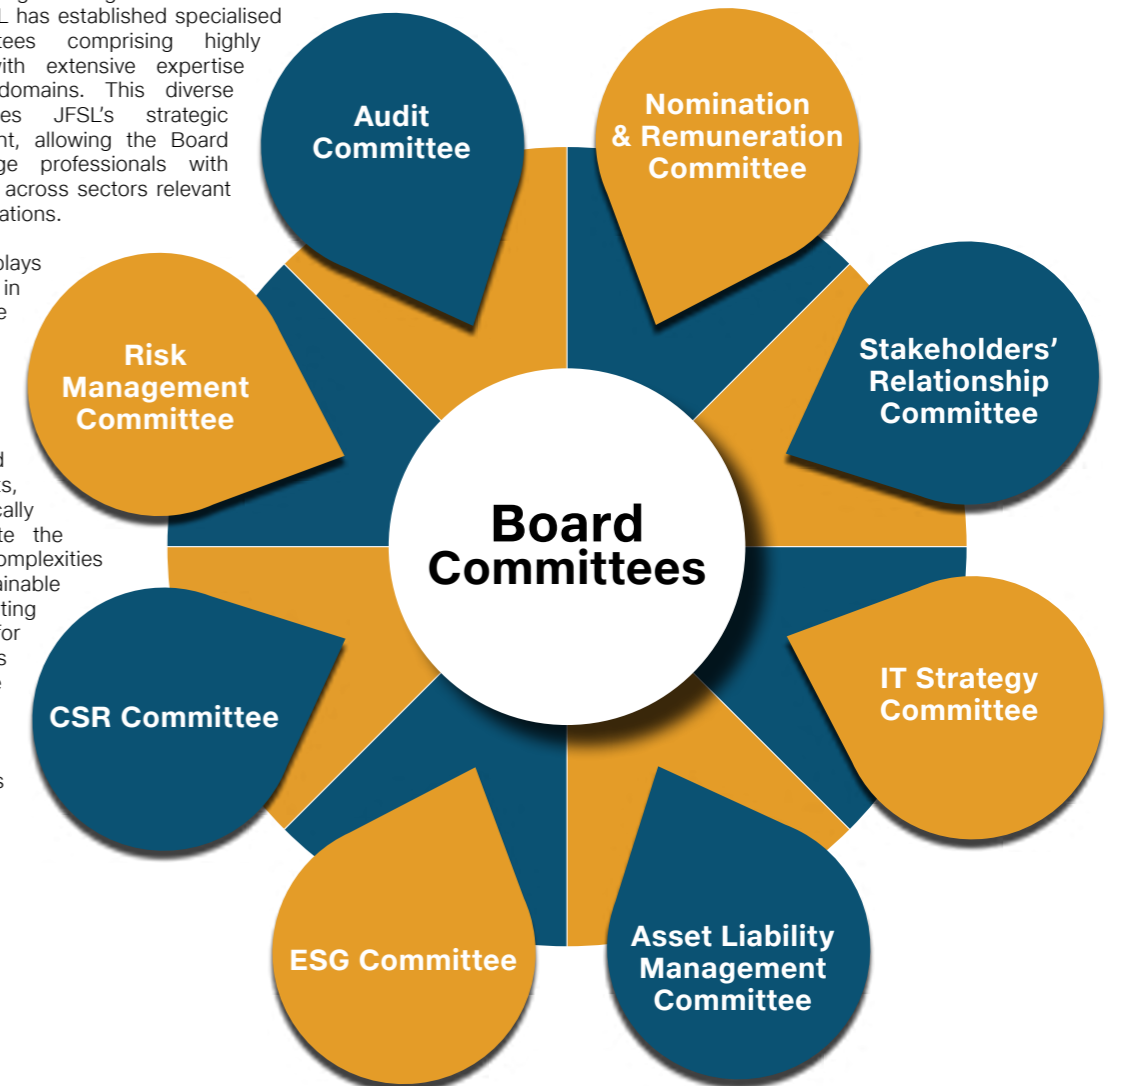 L has established specialised
tees comprising highly
with extensive expertise
domains. This diverse
es JFSL's strategic
nt, allowing the Board
ge professionals with
across sectors relevant
ations.
plays
in
e
d
ts,
cally
te the
omplexities
ainable
ting
for
s
s
Audit
Committee
Nomination
& Remuneration
Committee
Stakeholders'
Relationship
Committee
IT Strategy
Committee
Asset Liability
Management
Committee
ESG Committee
CSR Committee
Risk
Management
Committee
Board
Committees